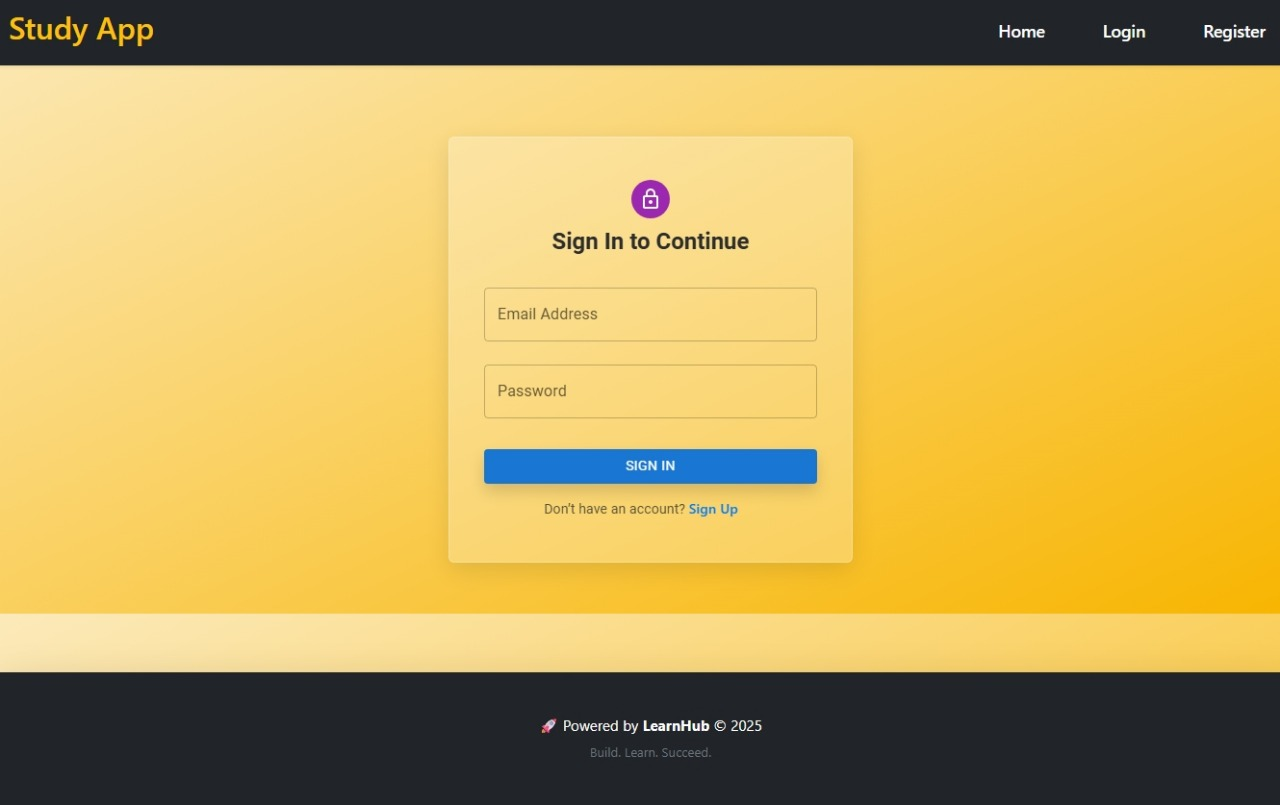 Study App
Home Login Register
Sign In to Continue
Email Address
Password
SIGN IN
Don't have an account? Sign Up
🚀 Powered by LearnHub © 2025
Build. Learn. Succeed.